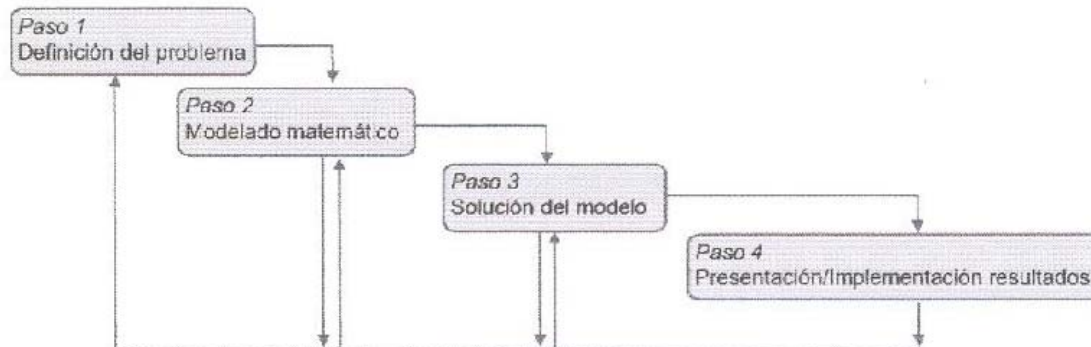 Paso 1
Definición del problema
Paso 2
Modelado matemático
Paso 3
Solución del modelo
Paso 4
Presentación/Implementación resultados